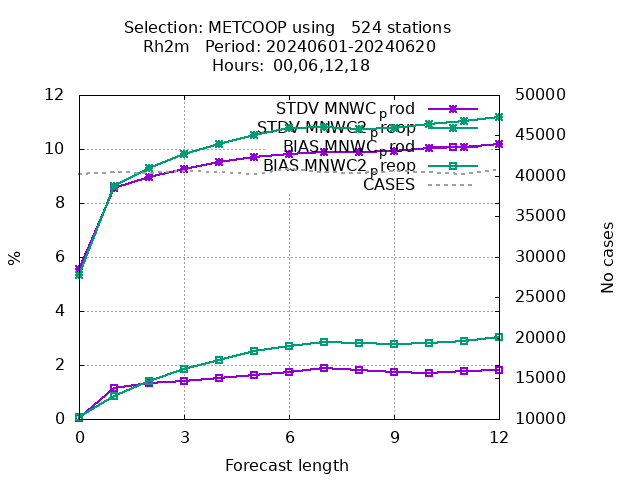 Selection: METCOOP using 524 stations
Rh2m Period: 20240601-20240620
Hours: 00,06,12,18
STDV MNWC_prod
STDV MNWC2_preop
BIAS MNWC_prod
BIAS MNWC2_preop
CASES
12
10
8
6
4
2
0
50000
45000
40000
35000
30000
25000
20000
15000
10000
%
No cases
0 3 6 9 12
Forecast length